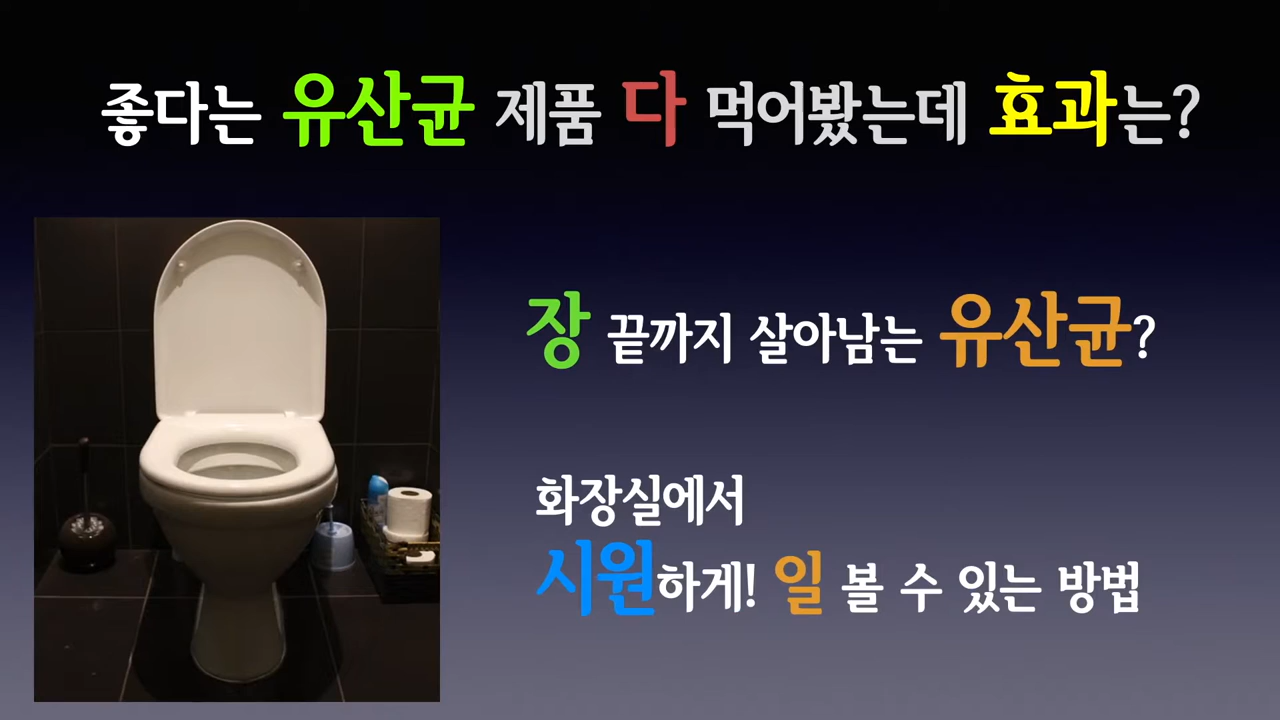 좋다는 유산균 제품 다 먹어봤는데 효과는?
장 끝까지 살아남는 유산균?
화장실에서
시원하게! 일 볼 수 있는 방법